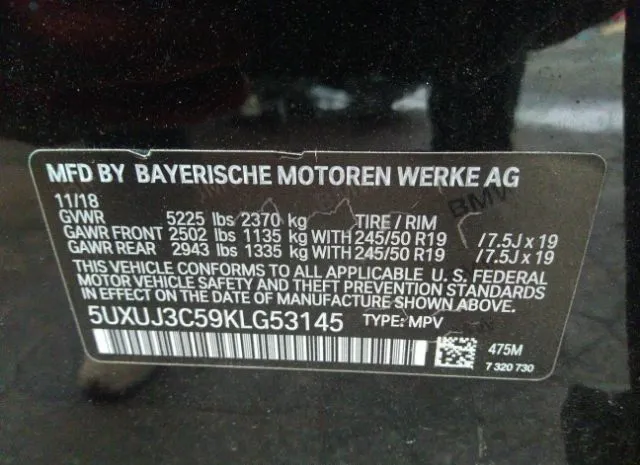 MFD BY BAYERISCHE MOTOREN WERKE AG
11/18
GVWR 5225 lbs 2370 kg TIRE / RIM
GAWR FRONT 2502 lbs 1135 kg WITH 245/50 R19 /7.5J x 19
GAWR REAR 2943 lbs 1335 kg WITH 245/50 R19 /7.5J x 19
THIS VEHICLE CONFORMS TO ALL APPLICABLE U. S. FEDERAL
MOTOR VEHICLE SAFETY AND THEFT PREVENTION STANDARDS
IN EFFECT ON THE DATE OF MANUFACTURE SHOWN ABOVE.
5UXUJ3C59KLG53145 TYPE: MPV
475M
7 320 730
BMW
BMW